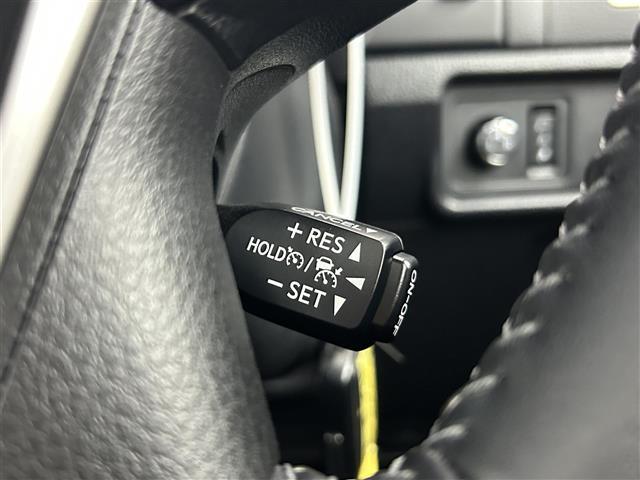 CANCEL▼
+ RES ▲
HOLD /
− SET ▼
ON-OFF